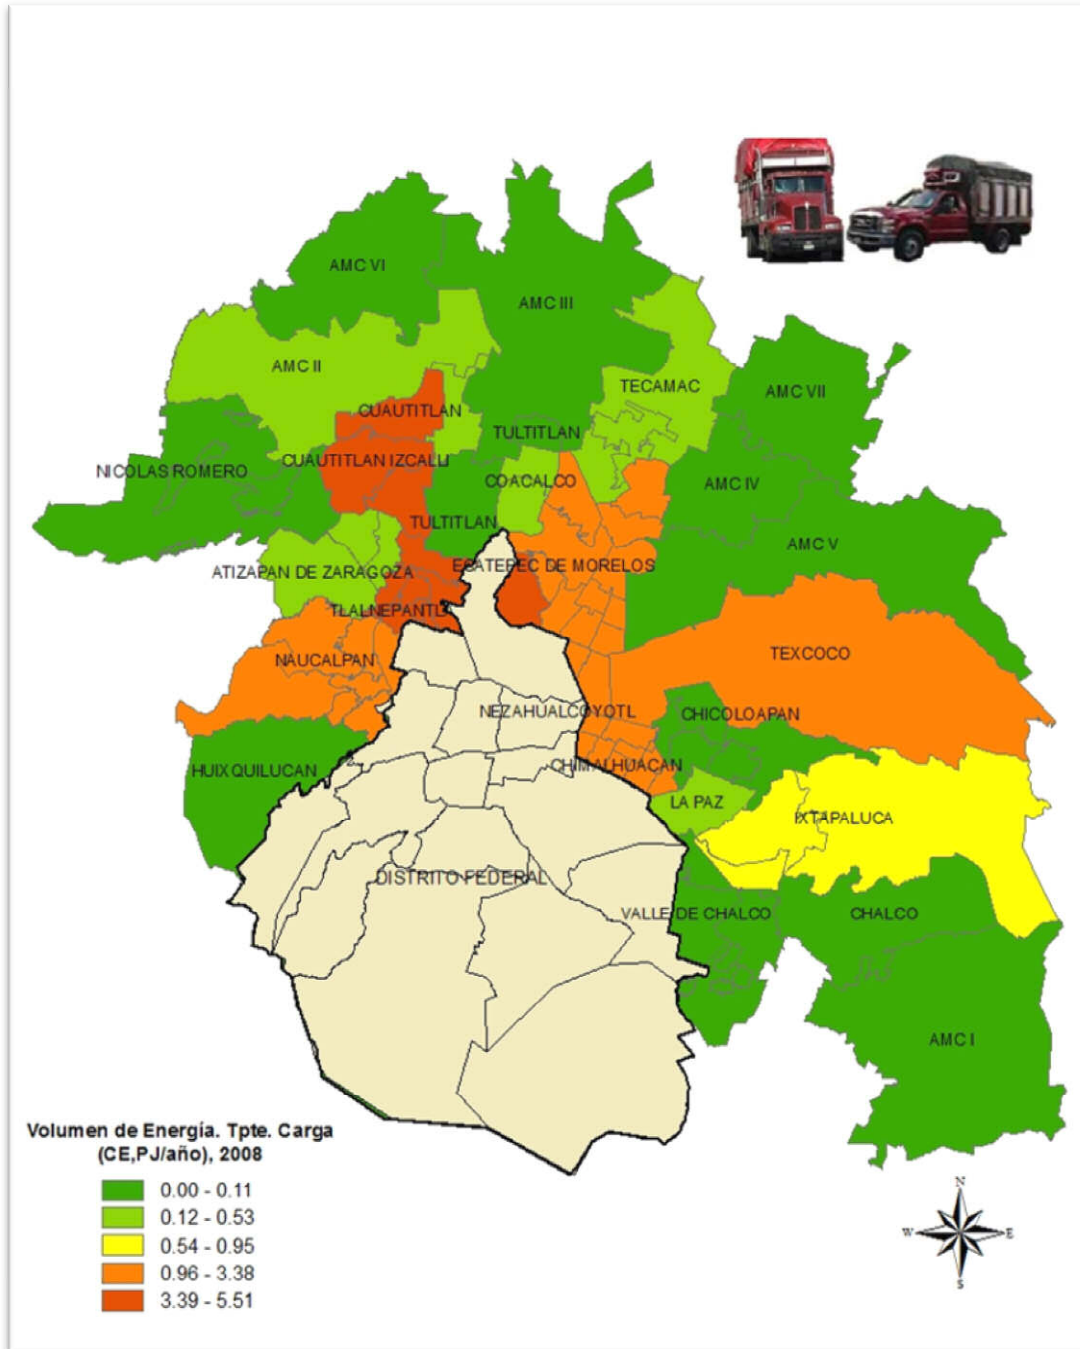 AMC VI
AMC III
AMC II
TECAMAC
AMC VII
CUAUTITLAN
TULTITLAN
CUAUTITLAN IZCALLI
NICOLAS ROMERO
COACALCO
AMC IV
TULTITLAN
AMC V
ECATEPEC DE MORELOS
ATIZAPAN DE ZARAGOZA
TLALNEPANTL
TEXCOCO
NAUCALPAN
NEZAHUALCOYOTL
CHICOLOAPAN
CHIMALHUACAN
HUIXQUILUCAN
LA PAZ
IXTAPALUCA
DISTRITO FEDERAL
VALLE DE CHALCO
CHALCO
AMC I
Volumen de Energía. Tpte. Carga
(CE,PJ/año), 2008
0.00 - 0.11
0.12 - 0.53
0.54 - 0.95
0.96 - 3.38
3.39 - 5.51
N
W E
S